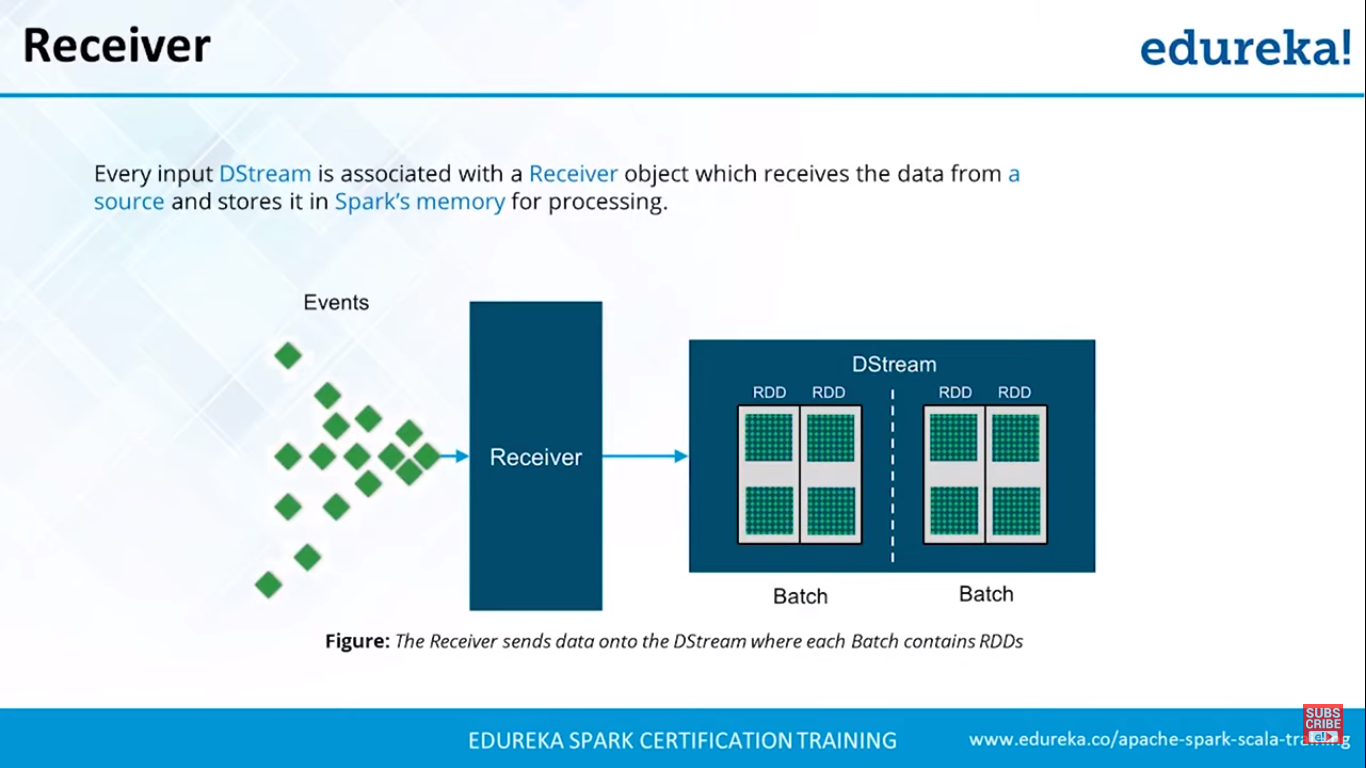 Receiver
edureka!
Every input DStream is associated with a Receiver object which receives the data from a
source and stores it in Spark's memory for processing.
Events
Receiver
DStream
RDD RDD RDD RDD
Batch Batch
Figure: The Receiver sends data onto the DStream where each Batch contains RDDs
EDUREKA SPARK CERTIFICATION TRAINING
www.edureka.co/apache-spark-scala-training
SUBS
CRIBE
e!